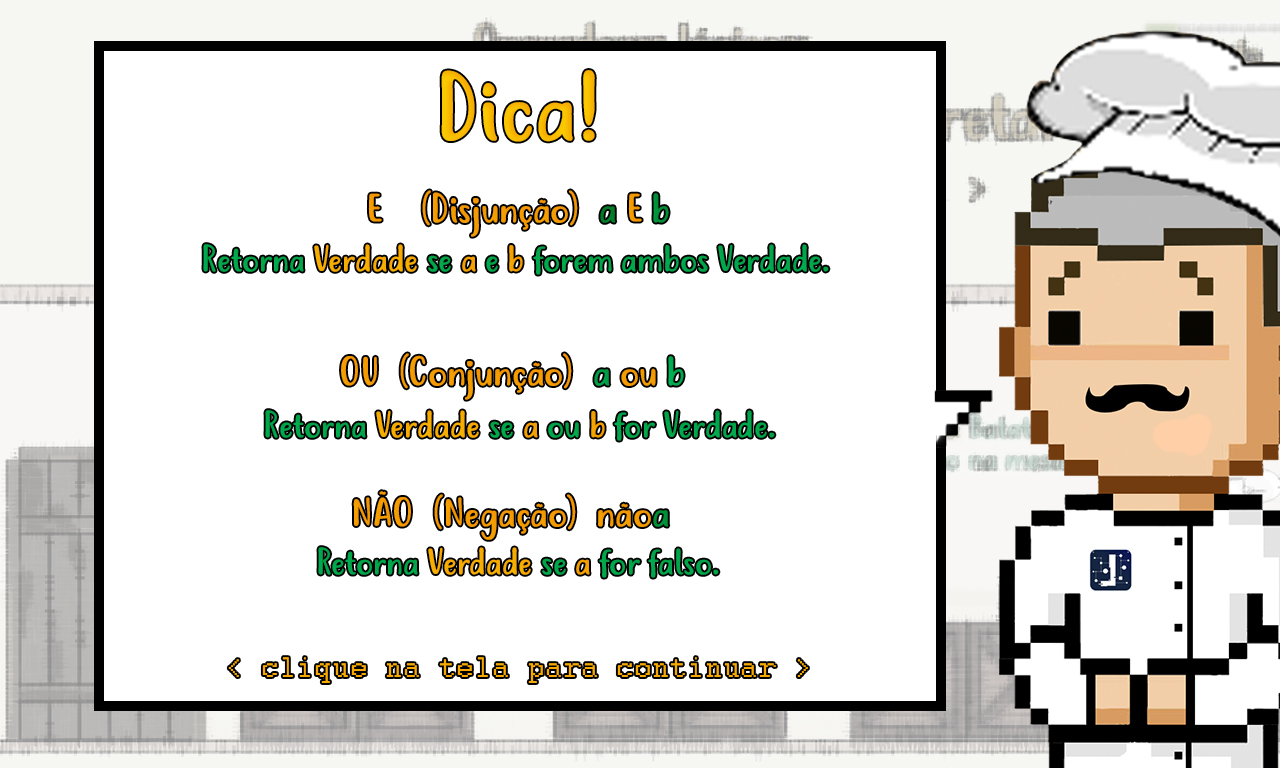 Dica!
E (Disjunção) a E b
Retorna Verdade se a e b forem ambos Verdade.
OU (Conjunção) a ou b
Retorna Verdade se a ou b for Verdade.
NÃO (Negação) nãoa
Retorna Verdade se a for falso.
< clique na tela para continuar >